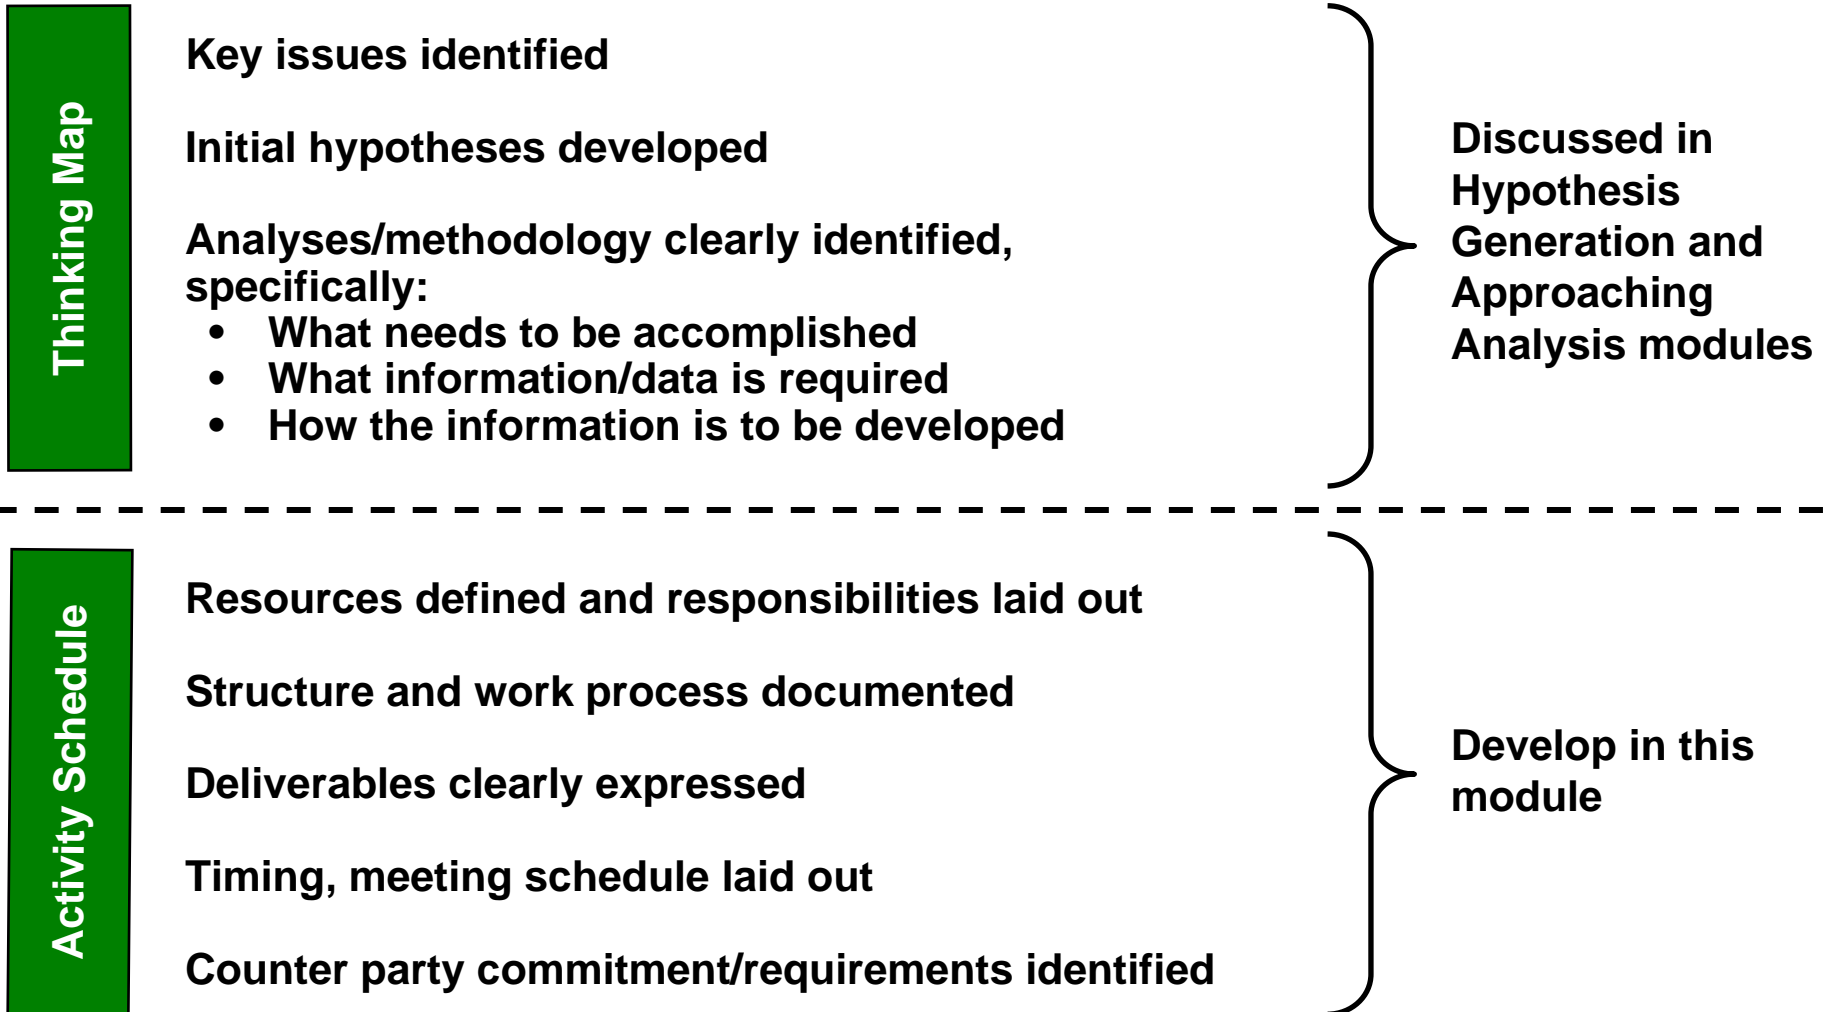 Thinking Map
Key issues identified
Initial hypotheses developed
Analyses/methodology clearly identified,
specifically:
• What needs to be accomplished
• What information/data is required
• How the information is to be developed
Discussed in
Hypothesis
Generation and
Approaching
Analysis modules
Activity Schedule
Resources defined and responsibilities laid out
Structure and work process documented
Deliverables clearly expressed
Timing, meeting schedule laid out
Counter party commitment/requirements identified
Develop in this
module